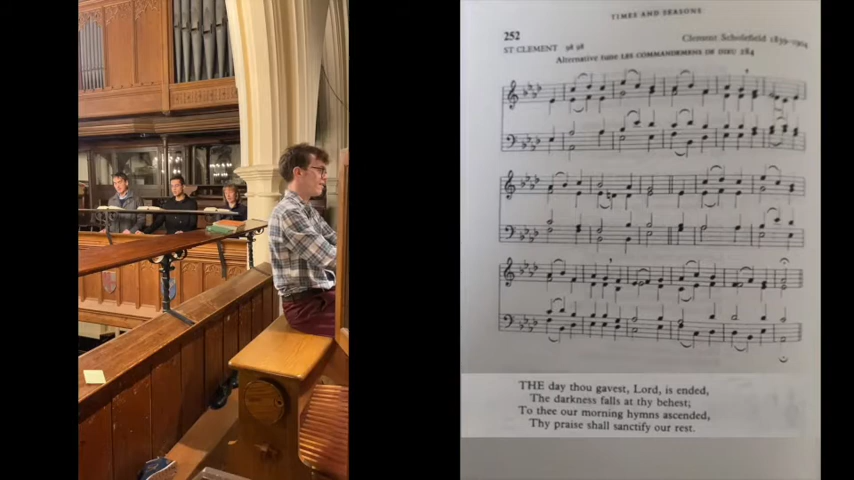 TIMES AND SEASONS
252
Clement Scholefield 1839–1904
ST CLEMENT 98 98
Alternative tune LES COMMANDEMENS DE DIEU 284
THE day thou gavest, Lord, is ended,
The darkness falls at thy behest;
To thee our morning hymns ascended,
Thy praise shall sanctify our rest.